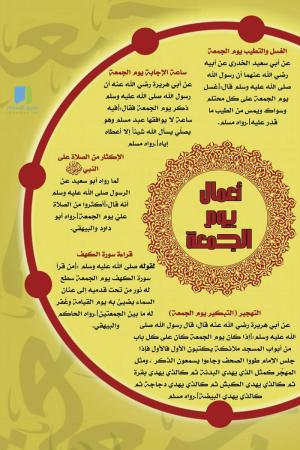 الغسل والتطيب يوم الجمعة
عن أبي سعيد الخدري عن أبيه
رضي الله عنهما أن رسول الله
صلى الله عليه وسلم قال:(غسل
يوم الجمعة على كل محتلم
وسواك ويمس من الطيب ما
قدر عليه).رواه مسلم.
ساعة الإجابة يوم الجمعة
عن أبي هريرة رضي الله عنه أن
رسول الله صلى الله عليه وسلم
ذكر يوم الجمعة فقال:(فيه
ساعة لا يوافقها عبد مسلم وهو
يصلي يسأل الله شيئاً إلا أعطاه
إياه).رواه مسلم
الإكثار من الصلاة على
النبي ﷺ
لما رواه أبو سعيد عن
الرسول صلى الله عليه وسلم
أنه قال:(أكثروا من الصلاة
علي يوم الجمعة).رواه أبو
داود والبيهقي.
أعمال
يوم
الجمعة
قراءة سورة الكهف
لقوله صلى الله عليه وسلم :(من قرأ
سورة الكهف يوم الجمعة سطع
له نور من تحت قدميه إلى عنان
السماء يضيئ به يوم القيامة وغفر
له ما بين الجمعتين).رواه الحاكم
والبيهقي.
التهجير (التبكير يوم الجمعة)
عن أبي هريرة رضي الله عنه قال: قال رسول الله صلى
الله عليه وسلم:(إذا كان يوم الجمعة كان على كل باب
من أبواب المسجد ملائكة يكتبون الأول فالأول فإذا
جلس الإمام طووا الصحف وجاءوا يسمعون الذكر ، ومثل
المهجّر كمثل الذي يهدي البدنة ثم كالذي يهدي بقرة
ثم كالذي يهدي الكبش ثم كالذي يهدي دجاجة ثم
كالذي يهدي البيضة).رواه مسلم